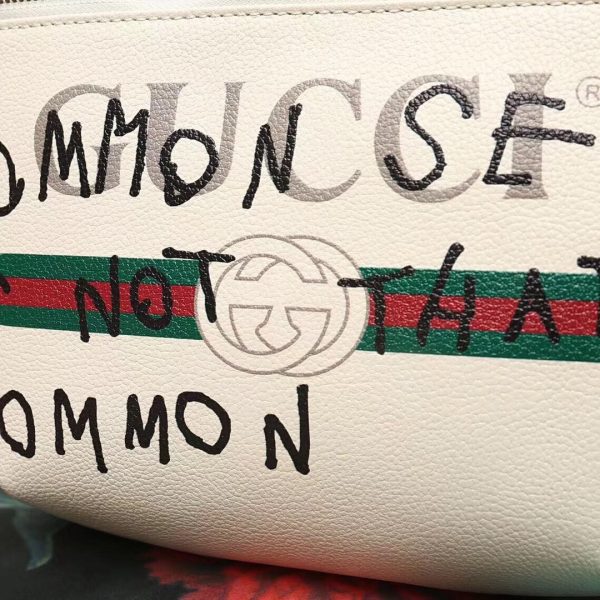 GUCCI ®
OMMON SE
NOT THAT
OMMON